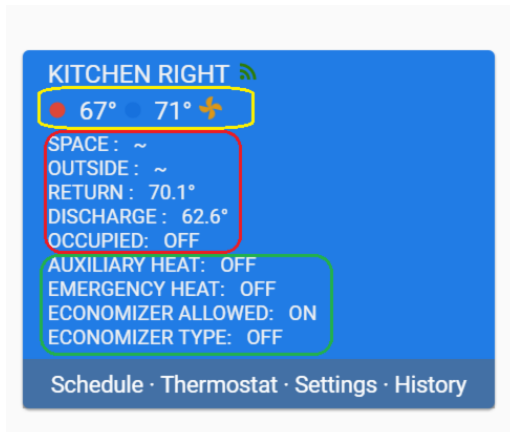 KITCHEN RIGHT
67° 71°
SPACE : ~
OUTSIDE : ~
RETURN : 70.1°
DISCHARGE : 62.6°
OCCUPIED: OFF
AUXILIARY HEAT: OFF
EMERGENCY HEAT: OFF
ECONOMIZER ALLOWED: ON
ECONOMIZER TYPE: OFF
Schedule · Thermostat · Settings · History